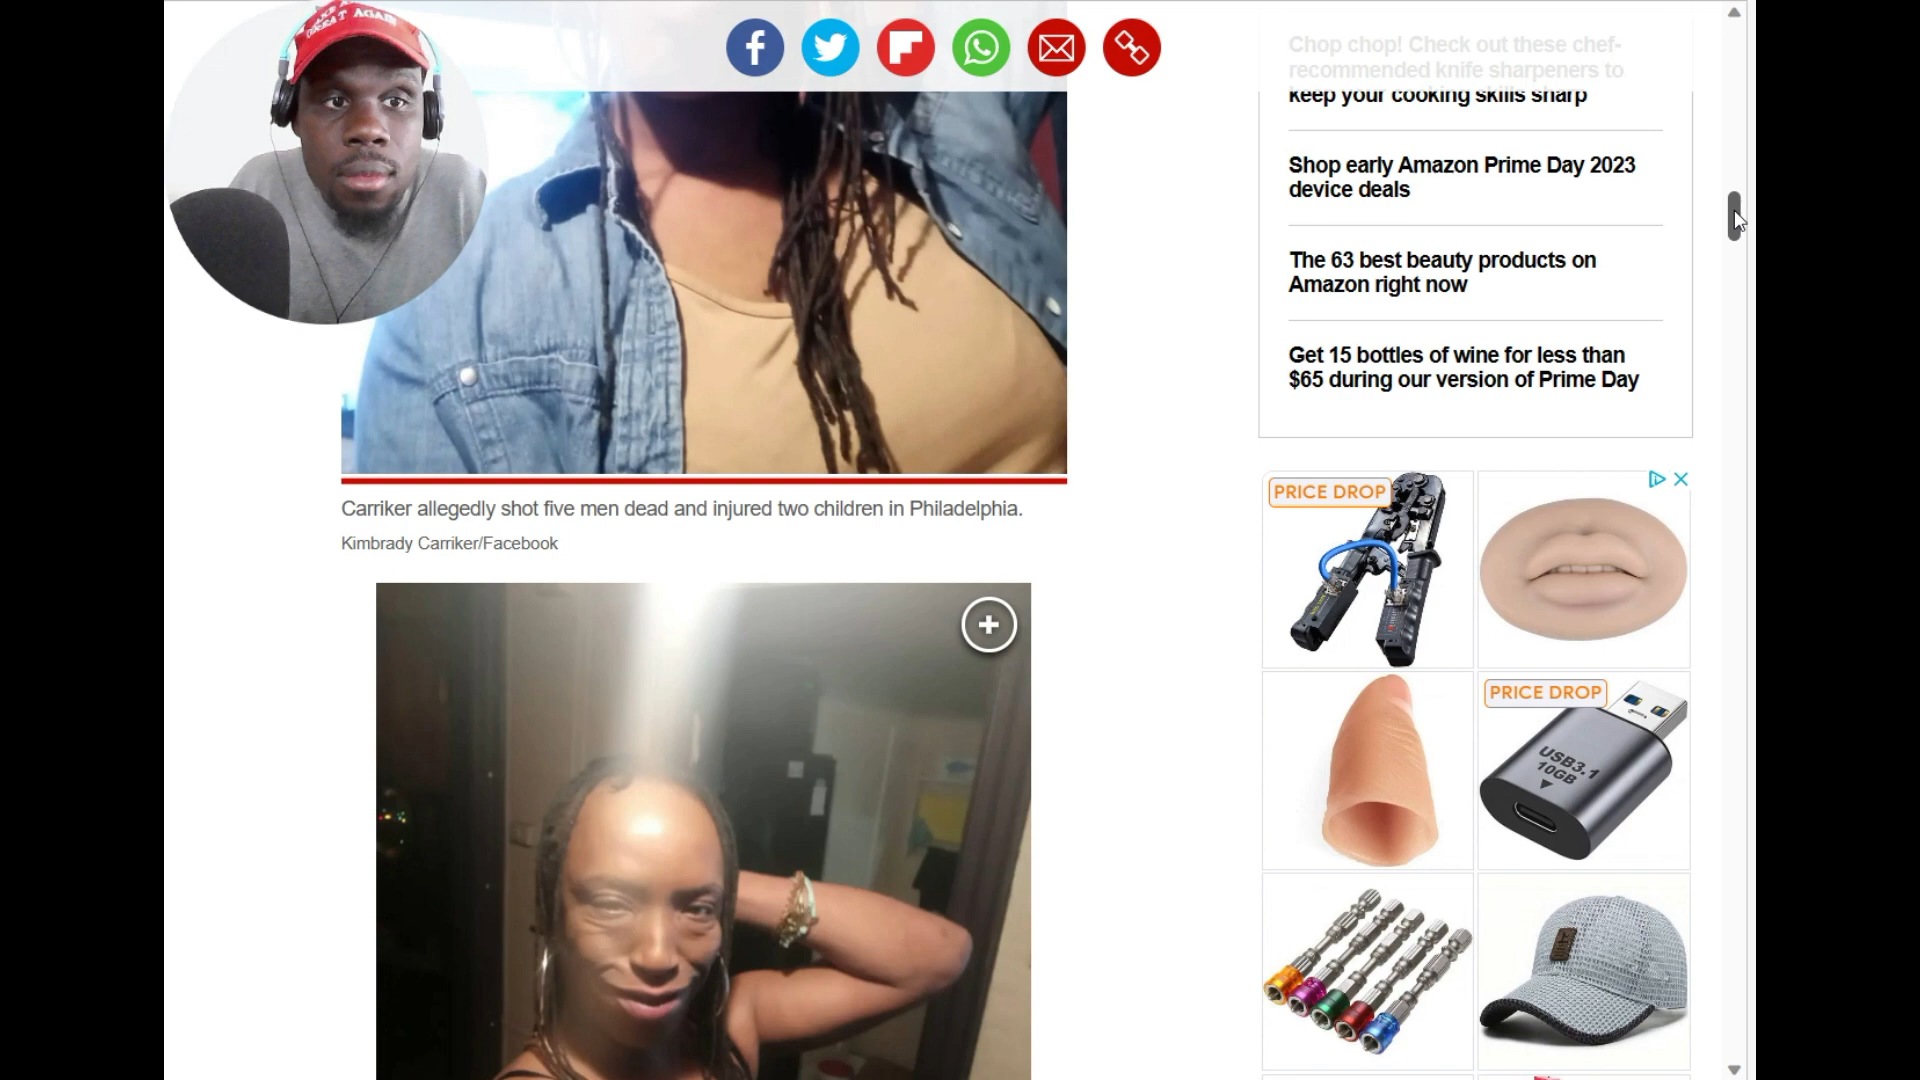 MAKE A
GREAT AGAIN
Chop chop! Check out these chef-
recommended knife sharpeners to
keep your cooking skills sharp
Shop early Amazon Prime Day 2023
device deals
The 63 best beauty products on
Amazon right now
Get 15 bottles of wine for less than
$65 during our version of Prime Day
Carriker allegedly shot five men dead and injured two children in Philadelphia.
Kimbrady Carriker/Facebook
PRICE DROP
PRICE DROP
USB3.1
10GB